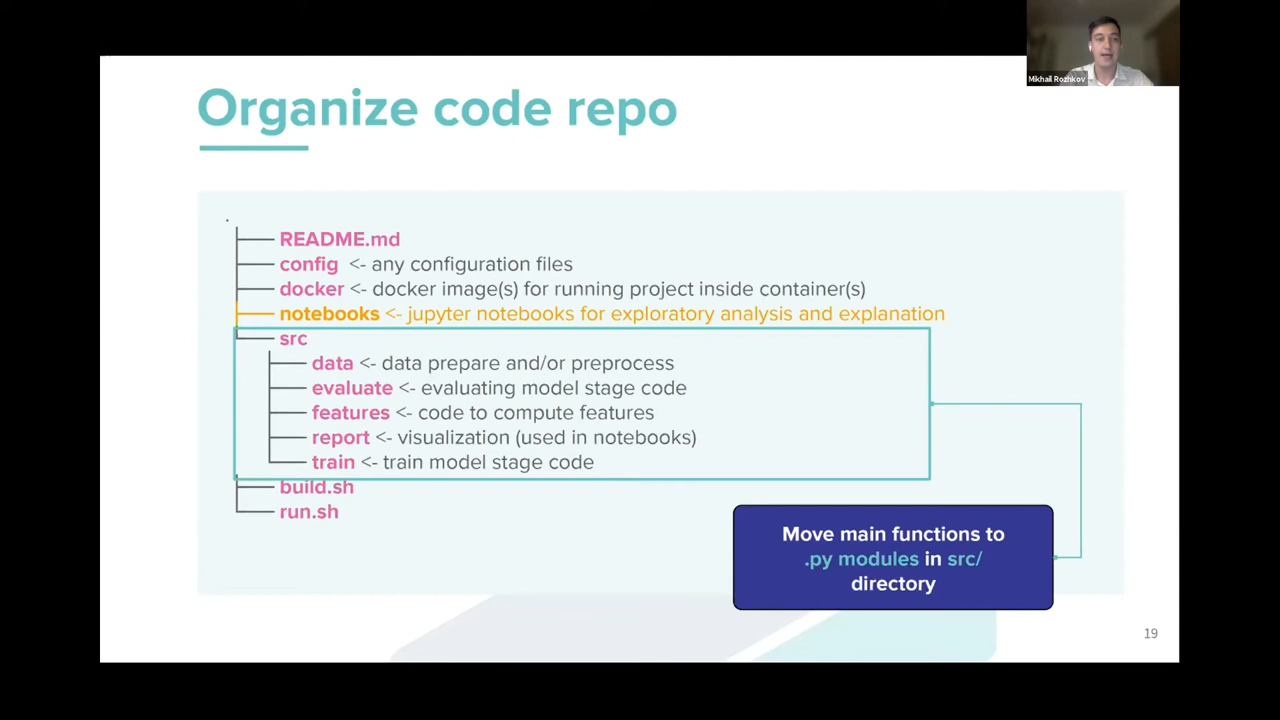 Mikhail Rozhkov
Organize code repo
.
README.md
config <- any configuration files
docker <- docker image(s) for running project inside container(s)
notebooks <- jupyter notebooks for exploratory analysis and explanation
src
data <- data prepare and/or preprocess
evaluate <- evaluating model stage code
features <- code to compute features
report <- visualization (used in notebooks)
train <- train model stage code
build.sh
run.sh
Move main functions to
.py modules in src/
directory
19